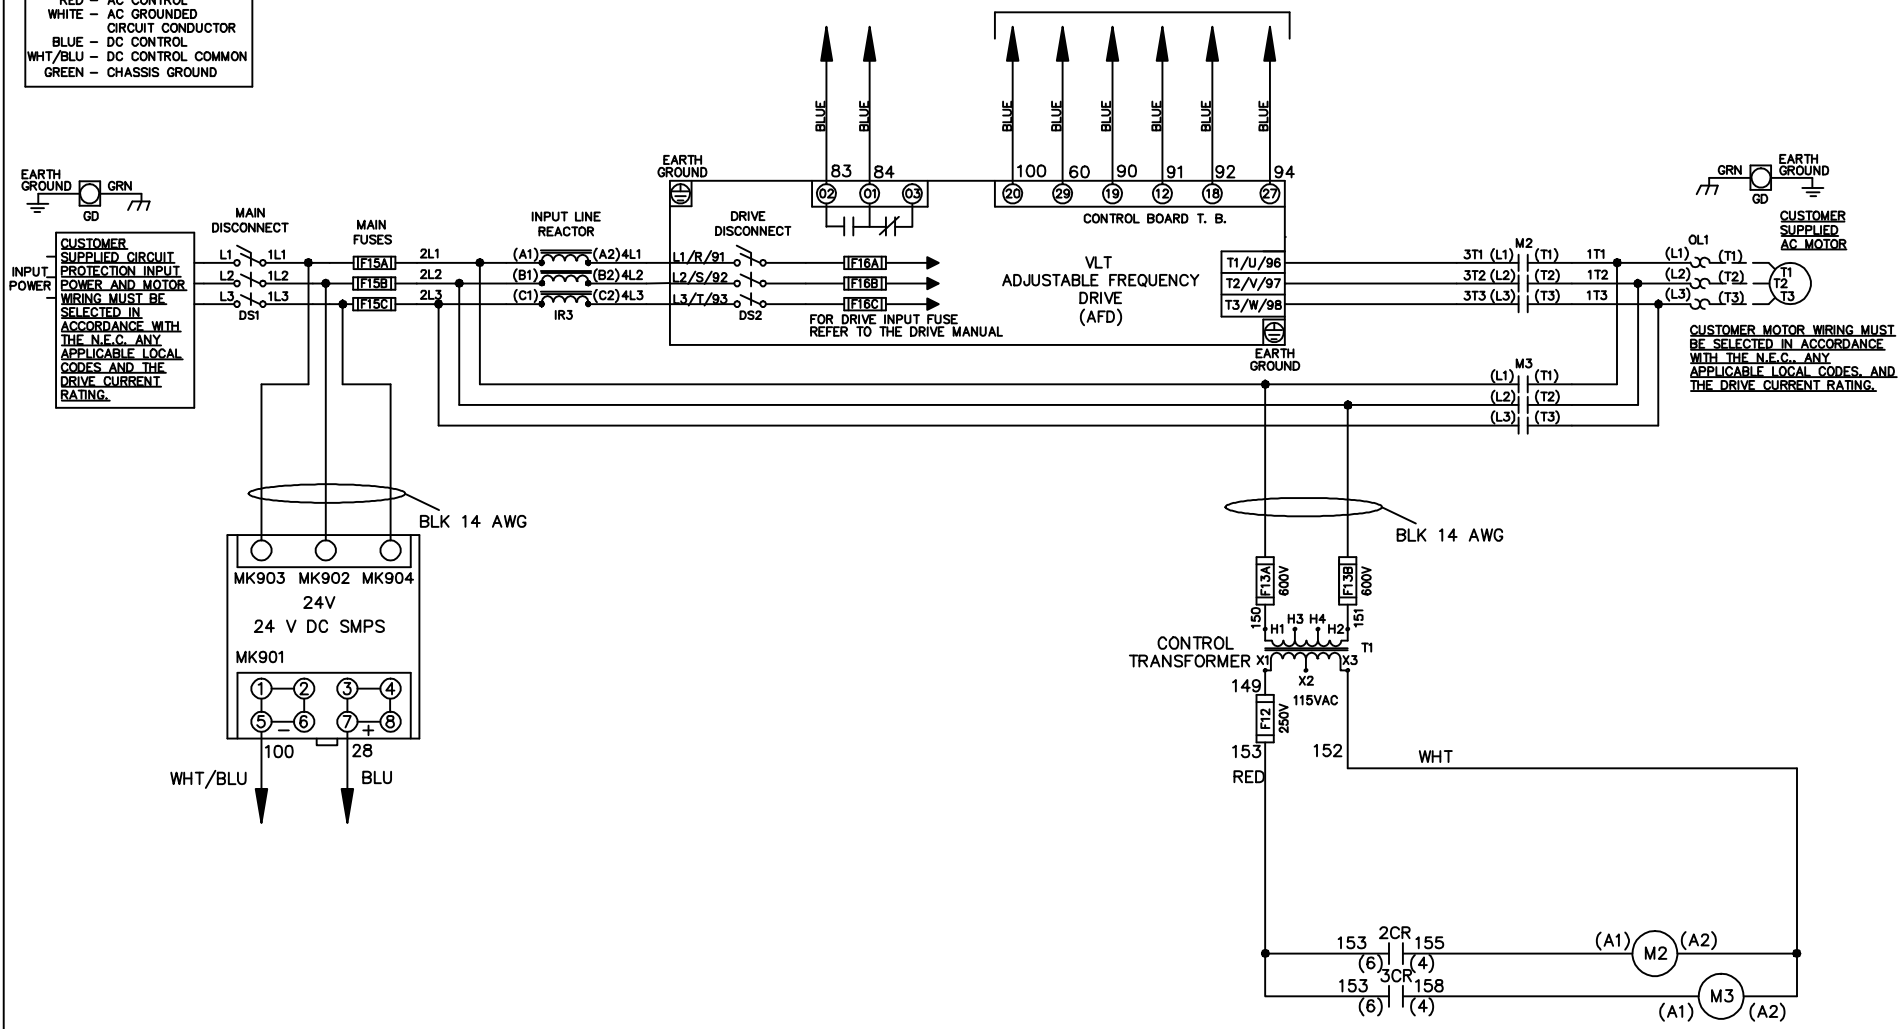 RED – AC CONTROL
WHITE – AC GROUNDED
CIRCUIT CONDUCTOR
BLUE – DC CONTROL
WHT/BLU – DC CONTROL COMMON
GREEN – CHASSIS GROUND
BLUE
BLUE
BLUE
BLUE
BLUE
BLUE
BLUE
BLUE
EARTH
GROUND
GRN
GD
EARTH
GROUND
83
84
100
60
90
91
92
94
02
01
03
20
29
19
12
18
27
CONTROL BOARD T. B.
GRN
EARTH
GROUND
GD
CUSTOMER
SUPPLIED
AC MOTOR
INPUT
POWER
CUSTOMER
SUPPLIED CIRCUIT
PROTECTION INPUT
POWER AND MOTOR
WIRING MUST BE
SELECTED IN
ACCORDANCE WITH
THE N.E.C. ANY
APPLICABLE LOCAL
CODES AND THE
DRIVE CURRENT
RATING.
MAIN
DISCONNECT
L1 1L1
L2 1L2
L3 1L3
DS1
MAIN
FUSES
F15A
F15B
F15C
2L1
2L2
2L3
INPUT LINE
REACTOR
(A1) (A2) 4L1
(B1) (B2) 4L2
(C1) (C2) 4L3
IR3
L1/R/91
L2/S/92
L3/T/93
DRIVE
DISCONNECT
DS2
F16A
F16B
F16C
FOR DRIVE INPUT FUSE
REFER TO THE DRIVE MANUAL
VLT
ADJUSTABLE FREQUENCY
DRIVE
(AFD)
T1/U/96
T2/V/97
T3/W/98
EARTH
GROUND
M2
3T1 (L1) (T1) 1T1
3T2 (L2) (T2) 1T2
3T3 (L3) (T3) 1T3
OL1
(L1) (T1)
(L2) (T2)
(L3) (T3)
T1
T2
T3
CUSTOMER MOTOR WIRING MUST
BE SELECTED IN ACCORDANCE
WITH THE N.E.C., ANY
APPLICABLE LOCAL CODES, AND
THE DRIVE CURRENT RATING.
M3
(L1) (T1)
(L2) (T2)
(L3) (T3)
BLK 14 AWG
MK903 MK902 MK904
24V
24 V DC SMPS
MK901
1 2 3 4
5 6 7 8
– +
100
28
WHT/BLU
BLU
BLK 14 AWG
F13A
600V
F13B
600V
150
151
H1 H3 H4 H2
T1
CONTROL
TRANSFORMER
X1 X3
X2
149
115VAC
F12
250V
153
152
RED
WHT
2CR
153 155
(6) (4)
(A1) M2 (A2)
3CR
153 158
(6) (4)
(A1) M3 (A2)